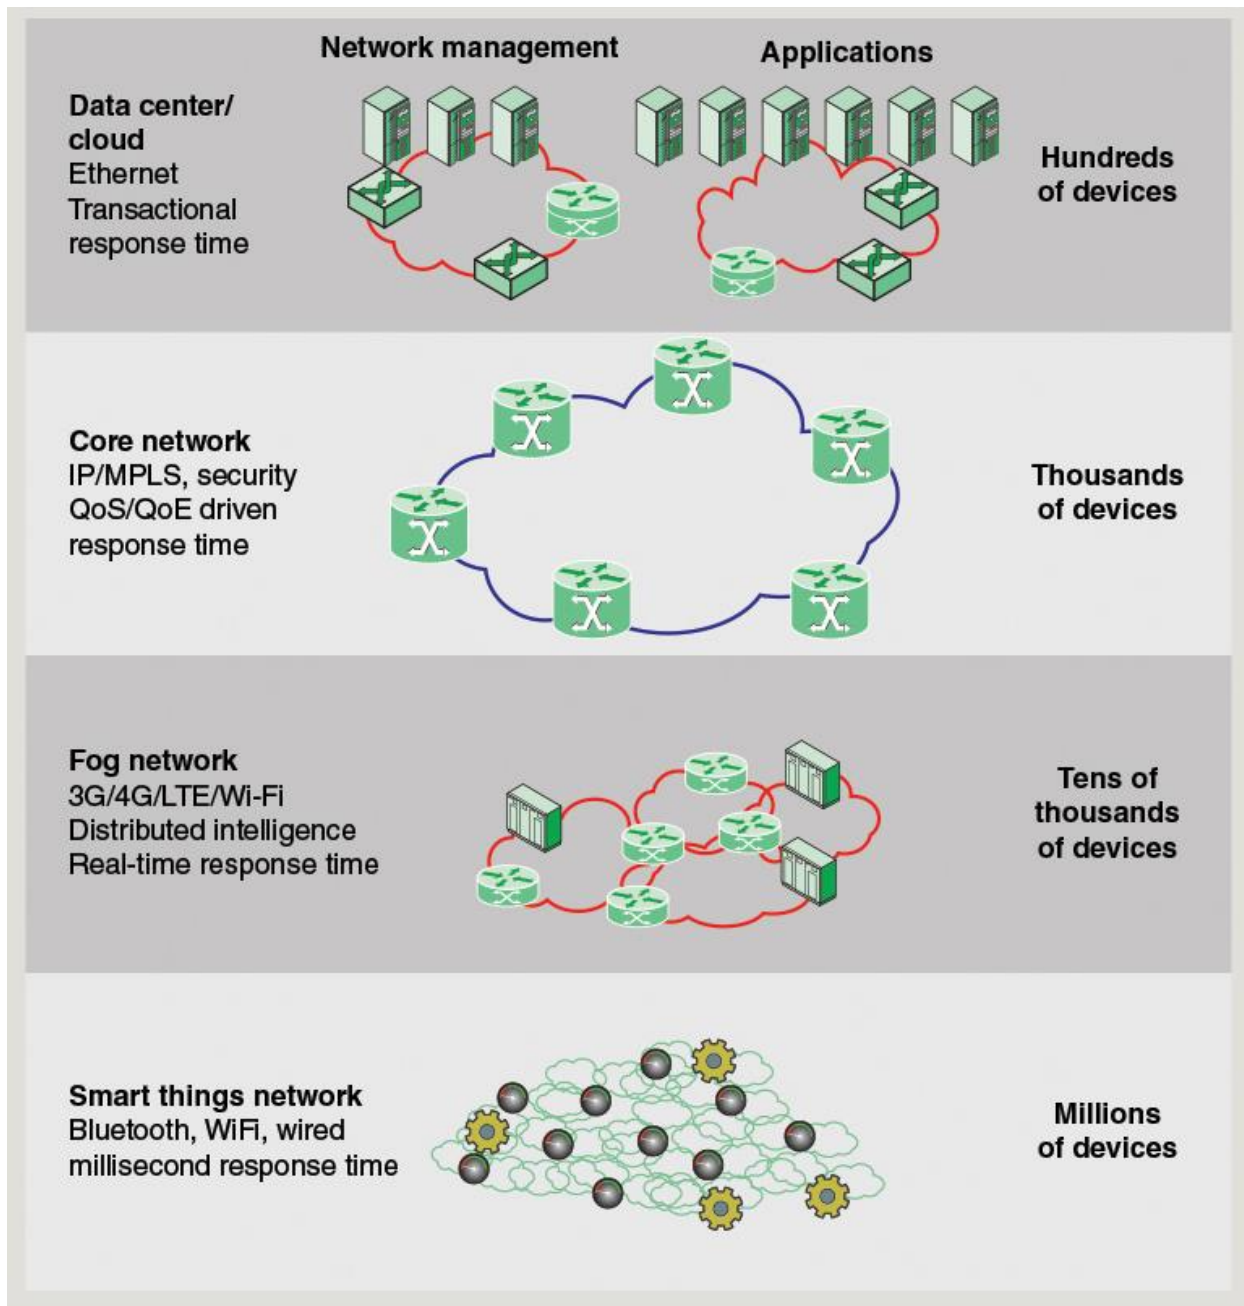 Network management
Applications
Data center/
cloud
Ethernet
Transactional
response time
Hundreds
of devices
Core network
IP/MPLS, security
QoS/QoE driven
response time
Thousands
of devices
Fog network
3G/4G/LTE/Wi-Fi
Distributed intelligence
Real-time response time
Tens of
thousands
of devices
Smart things network
Bluetooth, WiFi, wired
millisecond response time
Millions
of devices